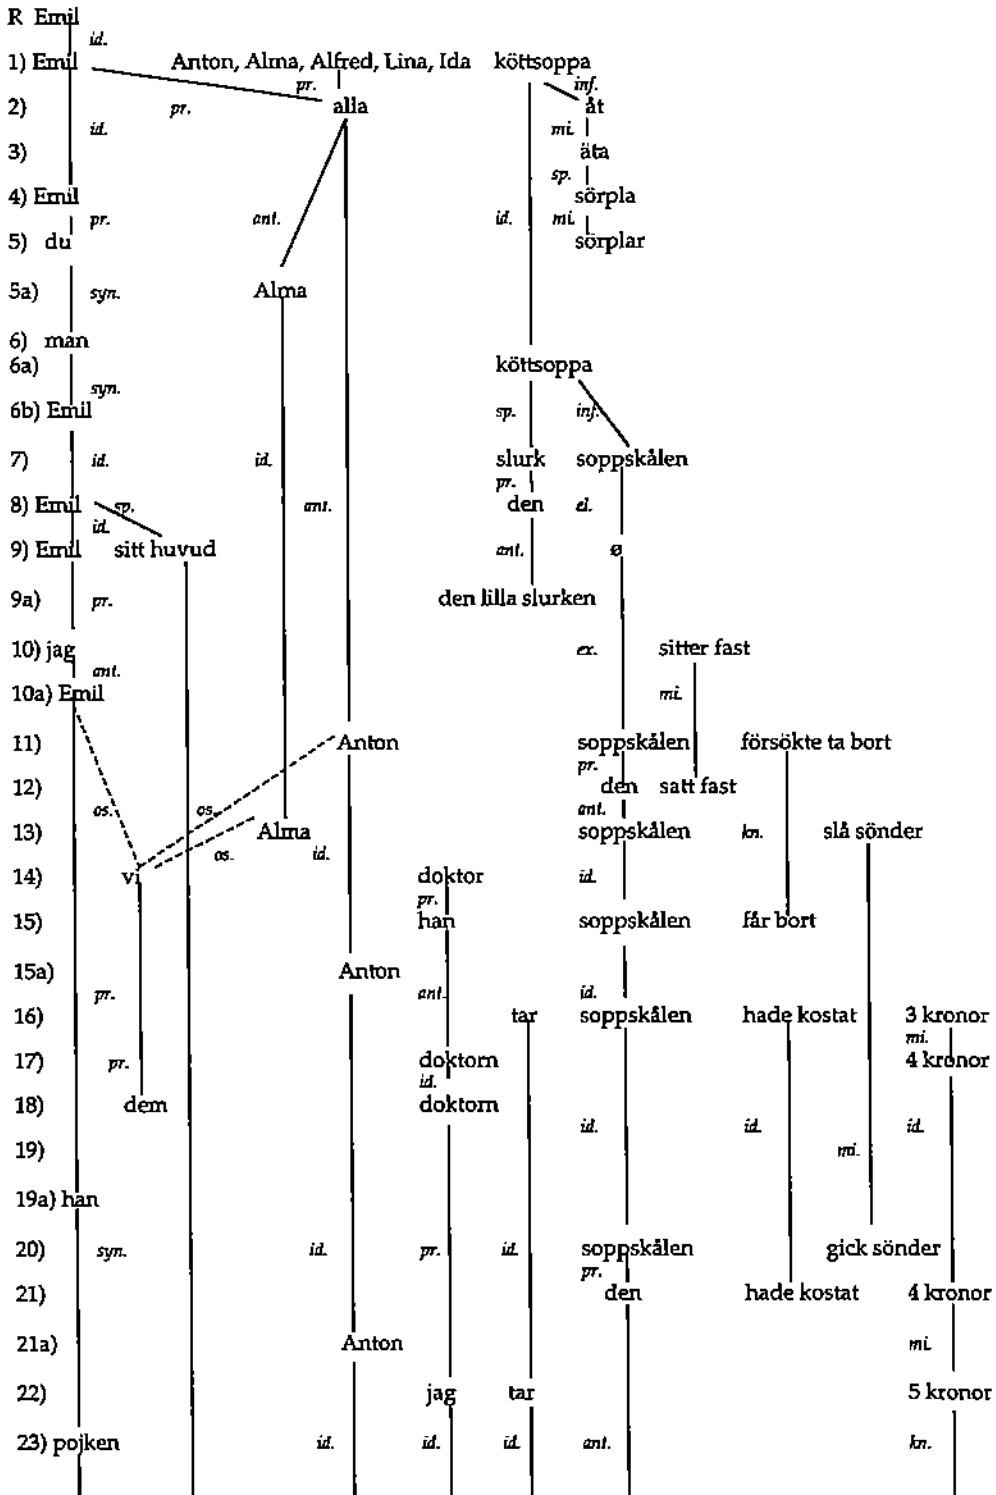 R Emil
id.
1) Emil Anton, Alma, Alfred, Lina, Ida köttsoppa
pr. inf.
2) pr. alla åt
id. mi.
3) äta
sp.
4) Emil sörpla
pr. ant. id. mi.
5) du sörplar
5a) syn. Alma
6) man
6a) köttsoppa
syn.
6b) Emil sp. inf.
7) id. id. slurk soppskålen
pr.
8) Emil sp. ant. den el.
id.
9) Emil sitt huvud ant. ø
9a) pr. den lilla slurken
10) jag ex. sitter fast
ant.
10a) Emil mi.
11) Anton soppskålen försökte ta bort
pr.
12) den satt fast
os. os. ant.
13) Alma soppskålen kn. slå sönder
os. id.
14) vi doktor id.
pr.
15) han soppskålen får bort
15a) Anton
pr. ant. id.
16) tar soppskålen hade kostat 3 kronor
mi.
17) pr. doktorn 4 kronor
id.
18) dem doktorn
id. id. id.
19) mi.
19a) han
20) syn. id. pr. id. soppskålen gick sönder
pr.
21) den hade kostat 4 kronor
21a) Anton mi.
22) jag tar 5 kronor
23) pojken id. id. id. ant. kn.